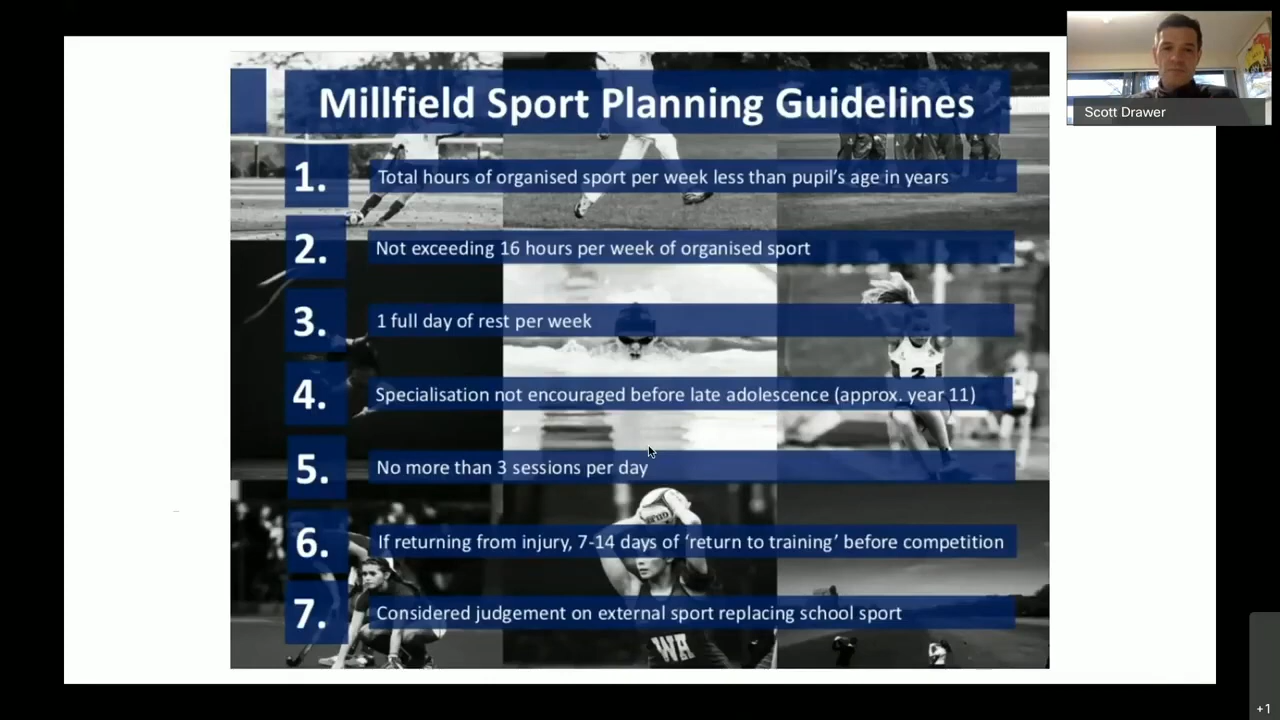 Millfield Sport Planning Guidelines
1. Total hours of organised sport per week less than pupil's age in years
2. Not exceeding 16 hours per week of organised sport
3. 1 full day of rest per week
4. Specialisation not encouraged before late adolescence (approx. year 11)
5. No more than 3 sessions per day
6. If returning from injury, 7-14 days of ‘return to training’ before competition
7. Considered judgement on external sport replacing school sport
2
WA
Scott Drawer
+1